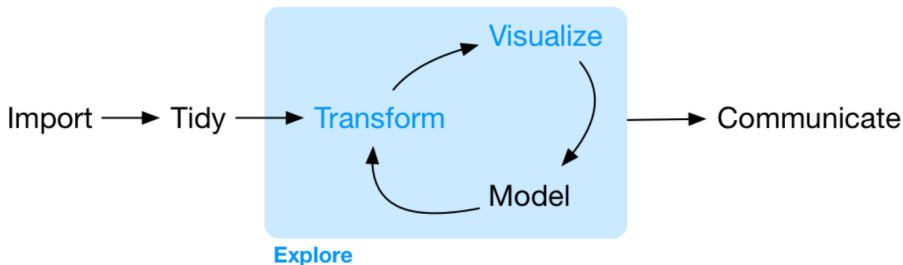 Visualize
Import
Tidy
Transform
Communicate
Model
Explore